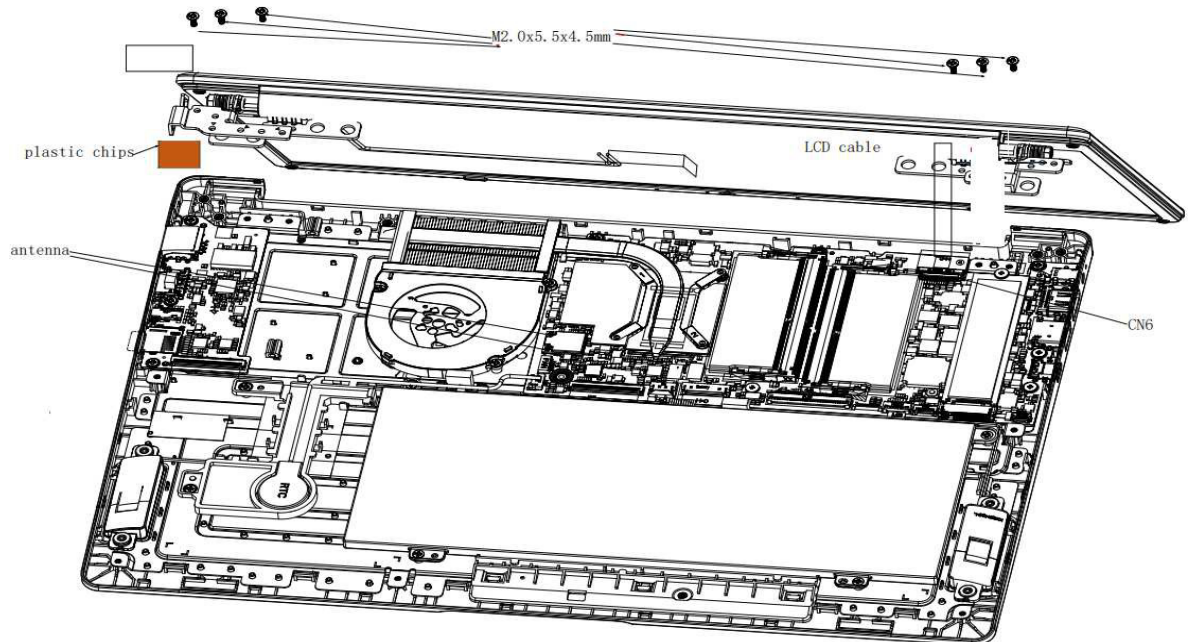 M2.0x5.5x4.5mm
plastic chips
LCD cable
antenna
CN6
RTC